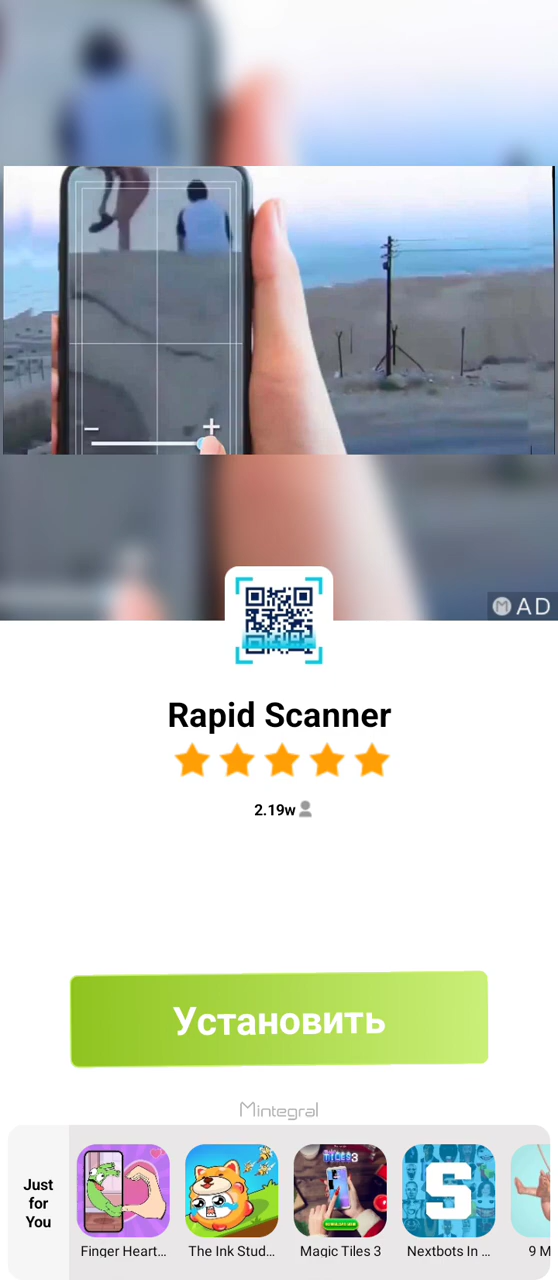 AD
Rapid Scanner
2.19w
Установить
Mintegral
Just
for
You
TILES3
Finger Heart...
The Ink Stud...
Magic Tiles 3
S
Nextbots In ...
9 M